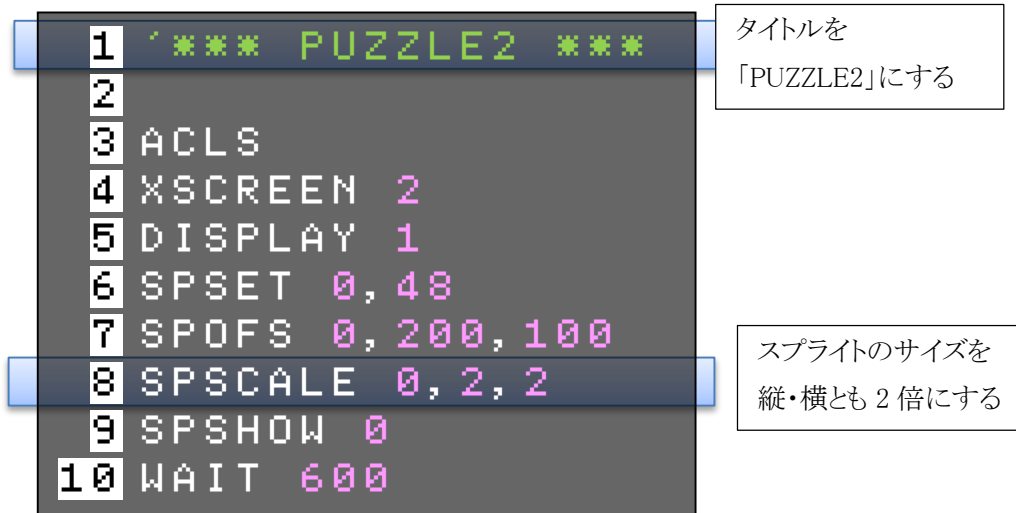 1 '*** PUZZLE2 ***
2
3 ACLS
4 XSCREEN 2
5 DISPLAY 1
6 SPSET 0,48
7 SPOFS 0,200,100
8 SPSCALE 0,2,2
9 SPSHOW 0
10 WAIT 600
タイトルを
「PUZZLE2」にする
スプライトのサイズを
縦・横とも 2 倍にする